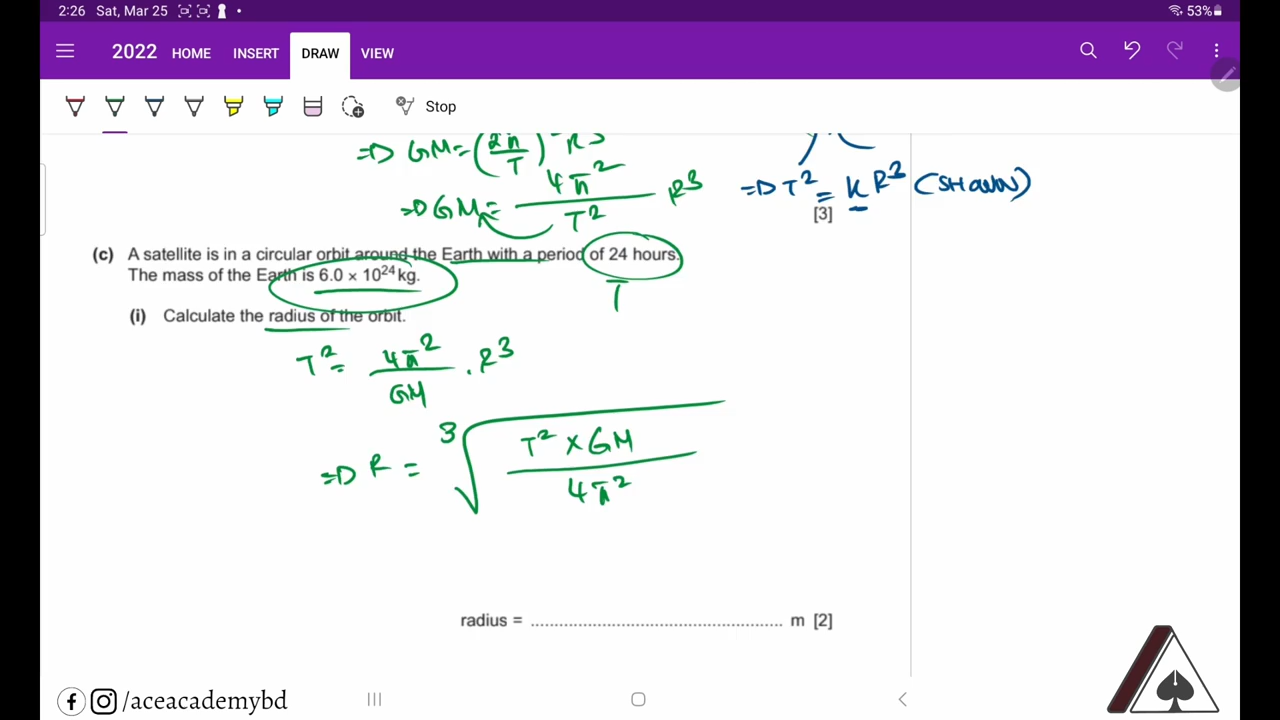 2:26 Sat, Mar 25 53%
2022 HOME INSERT DRAW VIEW
Stop
=D GM=(2π/T)² R³
=D GM= 4π²/T² R³
=D T² = K R³ (SHOWN)
[3]
(c) A satellite is in a circular orbit around the Earth with a period of 24 hours.
The mass of the Earth is 6.0 × 10²⁴ kg.
T
(i) Calculate the radius of the orbit.
T² = 4π²/GM . R³
=D R = ³√(T² × GM / 4π²)
radius = ...................................................... m [2]
/aceacademybd